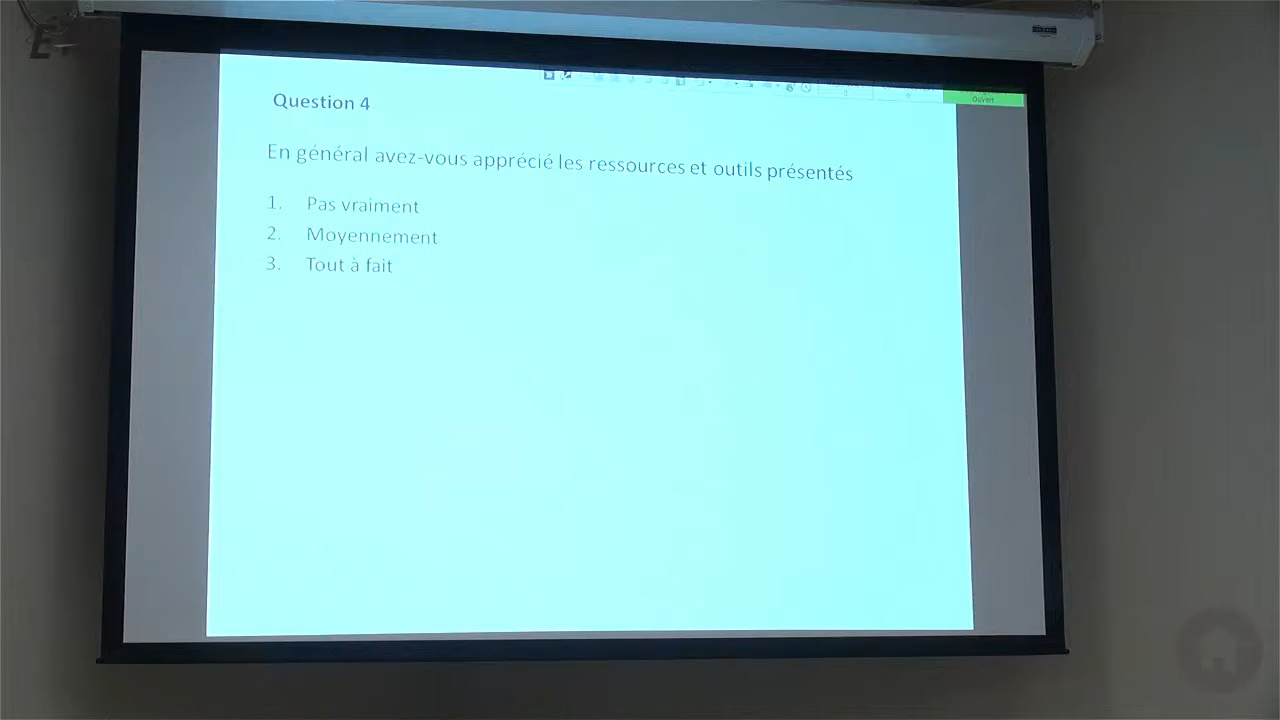 Question 4
Ouvert
En général avez-vous apprécié les ressources et outils présentés
1. Pas vraiment
2. Moyennement
3. Tout à fait